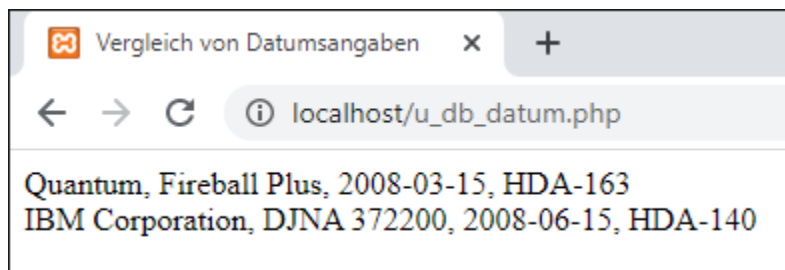 Vergleich von Datumsangaben
localhost/u_db_datum.php
Quantum, Fireball Plus, 2008-03-15, HDA-163
IBM Corporation, DJNA 372200, 2008-06-15, HDA-140